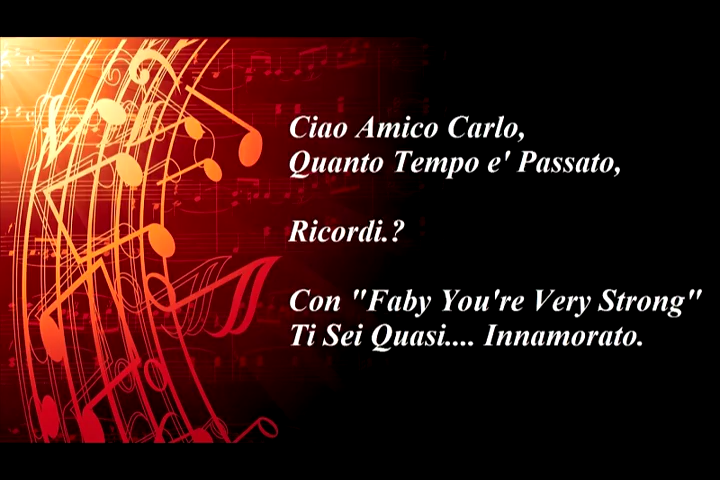 Ciao Amico Carlo,
Quanto Tempo e' Passato,
Ricordi.?
Con "Faby You're Very Strong"
Ti Sei Quasi.... Innamorato.